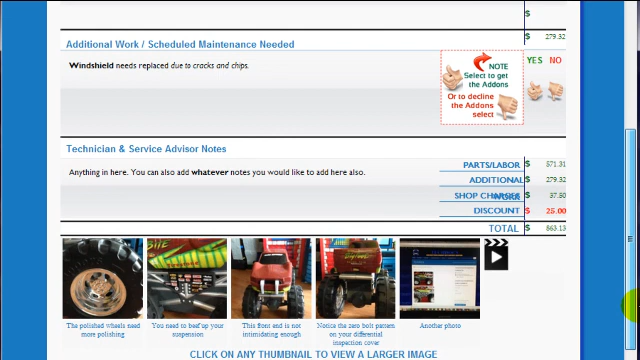 $
$ 279.32
Additional Work / Scheduled Maintenance Needed
Windshield needs replaced due to cracks and chips.
NOTE
Select to get
the Addons
Or to decline
the Addons
select
YES NO
Technician & Service Advisor Notes
Anything in here. You can also add whatever notes you would like to add here also.
PARTS/LABOR $ 571.31
ADDITIONAL WORK $ 279.32
SHOP CHARGES $ 37.50
DISCOUNT $ 25.00
TOTAL $ 863.13
The polished wheels need
more polishing
You need to beef up your
suspension
This front end is not
intimidating enough
Notice the zero bolt pattern
on your differential
inspection cover
Another photo
CLICK ON ANY THUMBNAIL TO VIEW A LARGER IMAGE